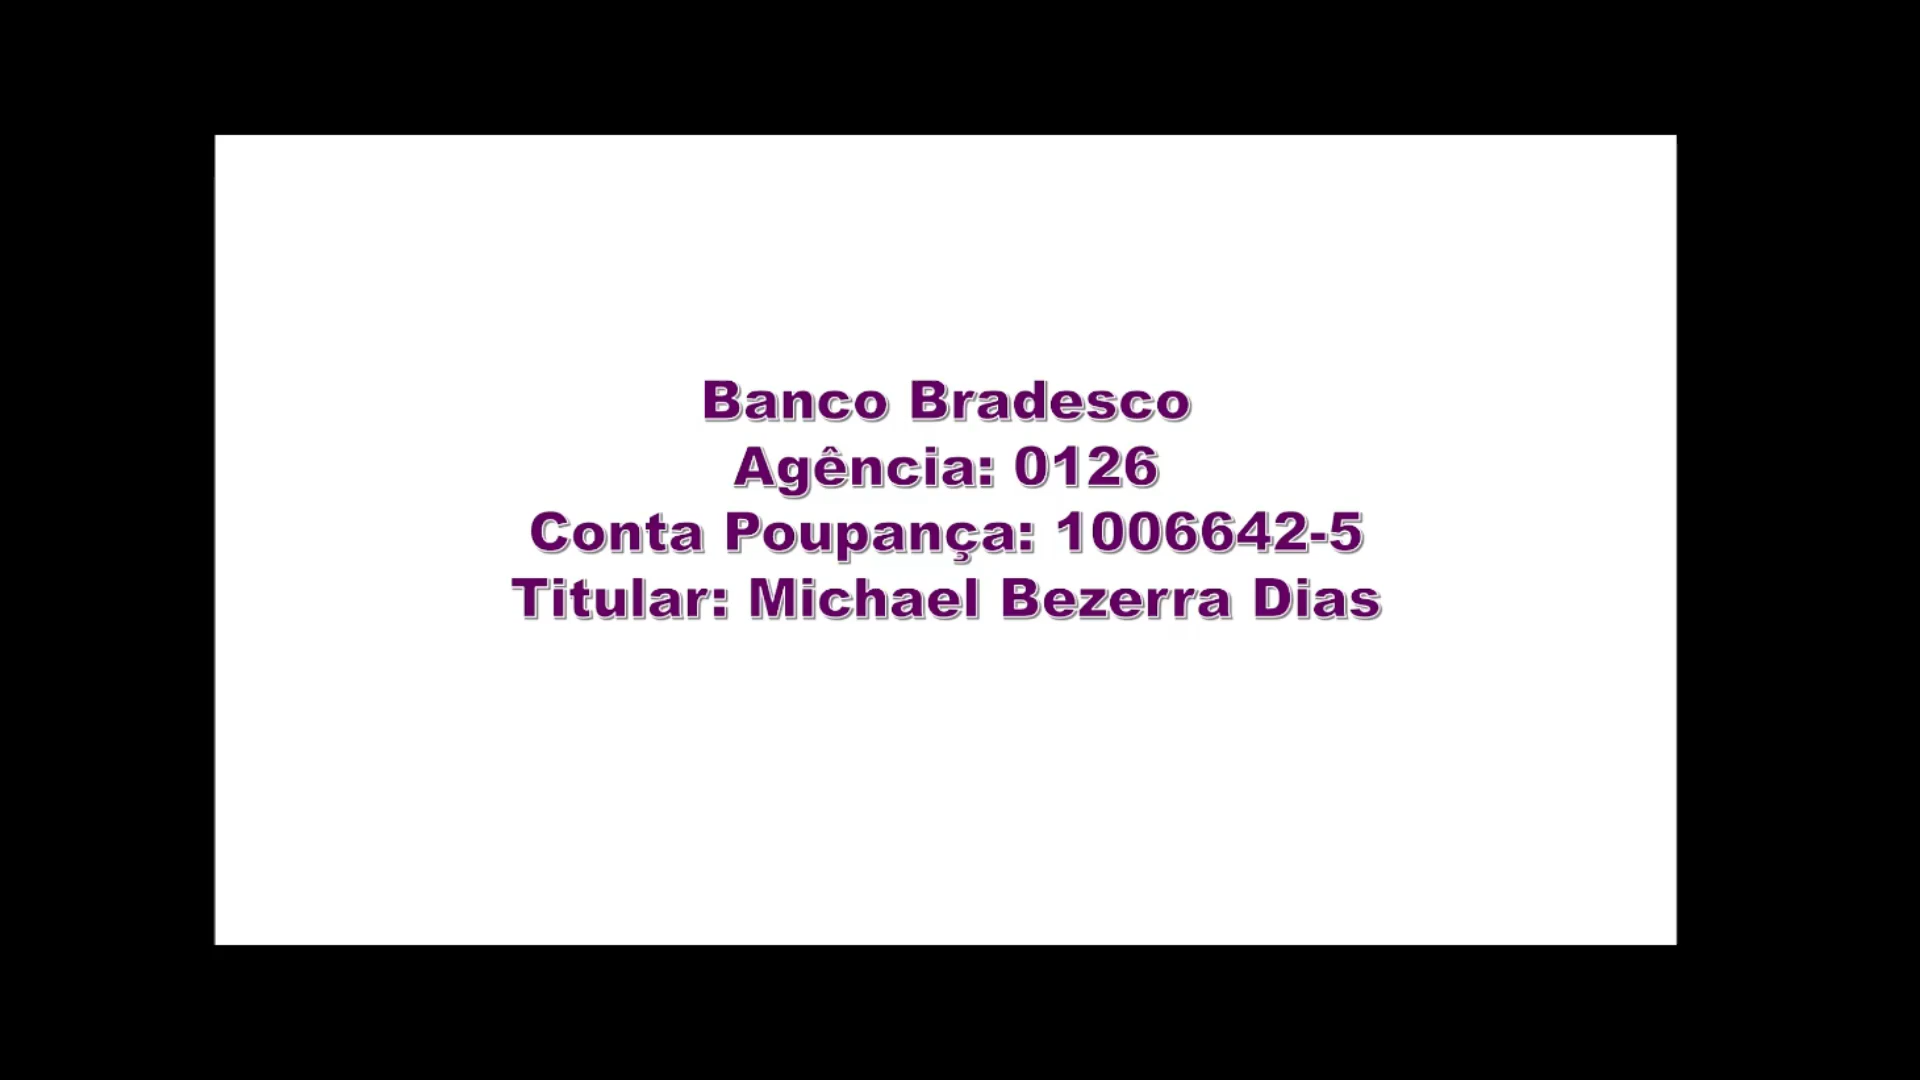 Banco Bradesco
Agência: 0126
Conta Poupança: 1006642-5
Titular: Michael Bezerra Dias